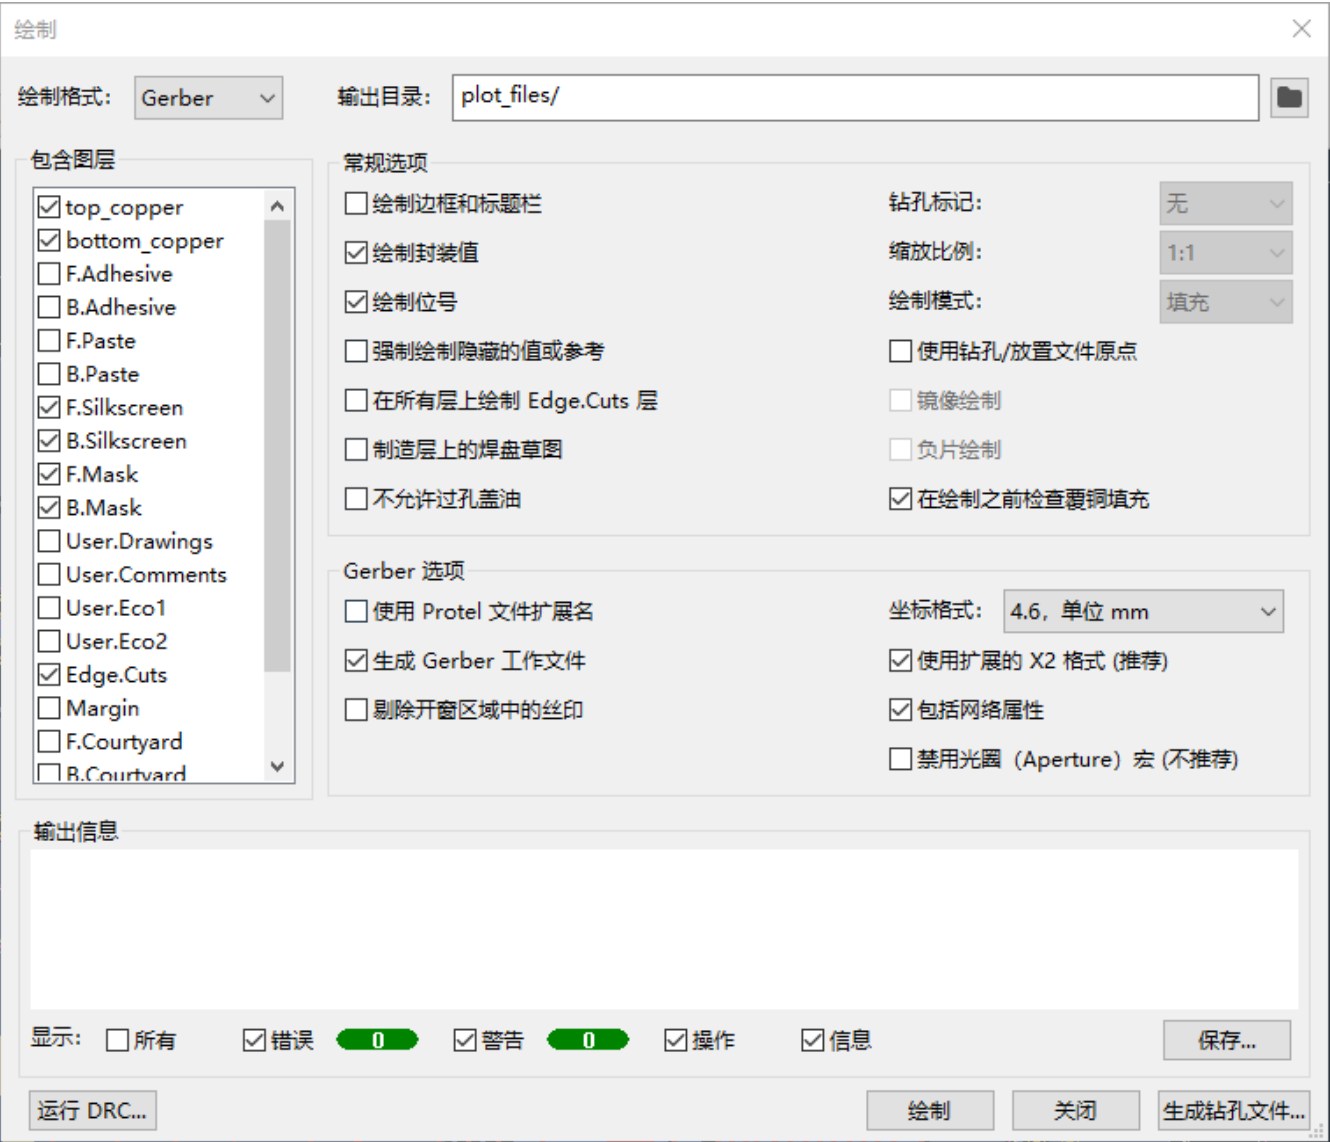 绘制
绘制格式: Gerber 输出目录: plot_files/
包含图层
top_copper
bottom_copper
F.Adhesive
B.Adhesive
F.Paste
B.Paste
F.Silkscreen
B.Silkscreen
F.Mask
B.Mask
User.Drawings
User.Comments
User.Eco1
User.Eco2
Edge.Cuts
Margin
F.Courtyard
B.Courtyard
常规选项
绘制边框和标题栏 钻孔标记: 无
绘制封装值 缩放比例: 1:1
绘制位号 绘制模式: 填充
强制绘制隐藏的值或参考 使用钻孔/放置文件原点
在所有层上绘制 Edge.Cuts 层 镜像绘制
制造层上的焊盘草图 负片绘制
不允许过孔盖油 在绘制之前检查覆铜填充
Gerber 选项
使用 Protel 文件扩展名 坐标格式: 4.6，单位 mm
生成 Gerber 工作文件 使用扩展的 X2 格式 (推荐)
剔除开窗区域中的丝印 包括网络属性
禁用光圈（Aperture）宏 (不推荐)
输出信息
显示: 所有 错误 0 警告 0 操作 信息 保存...
运行 DRC... 绘制 关闭 生成钻孔文件...